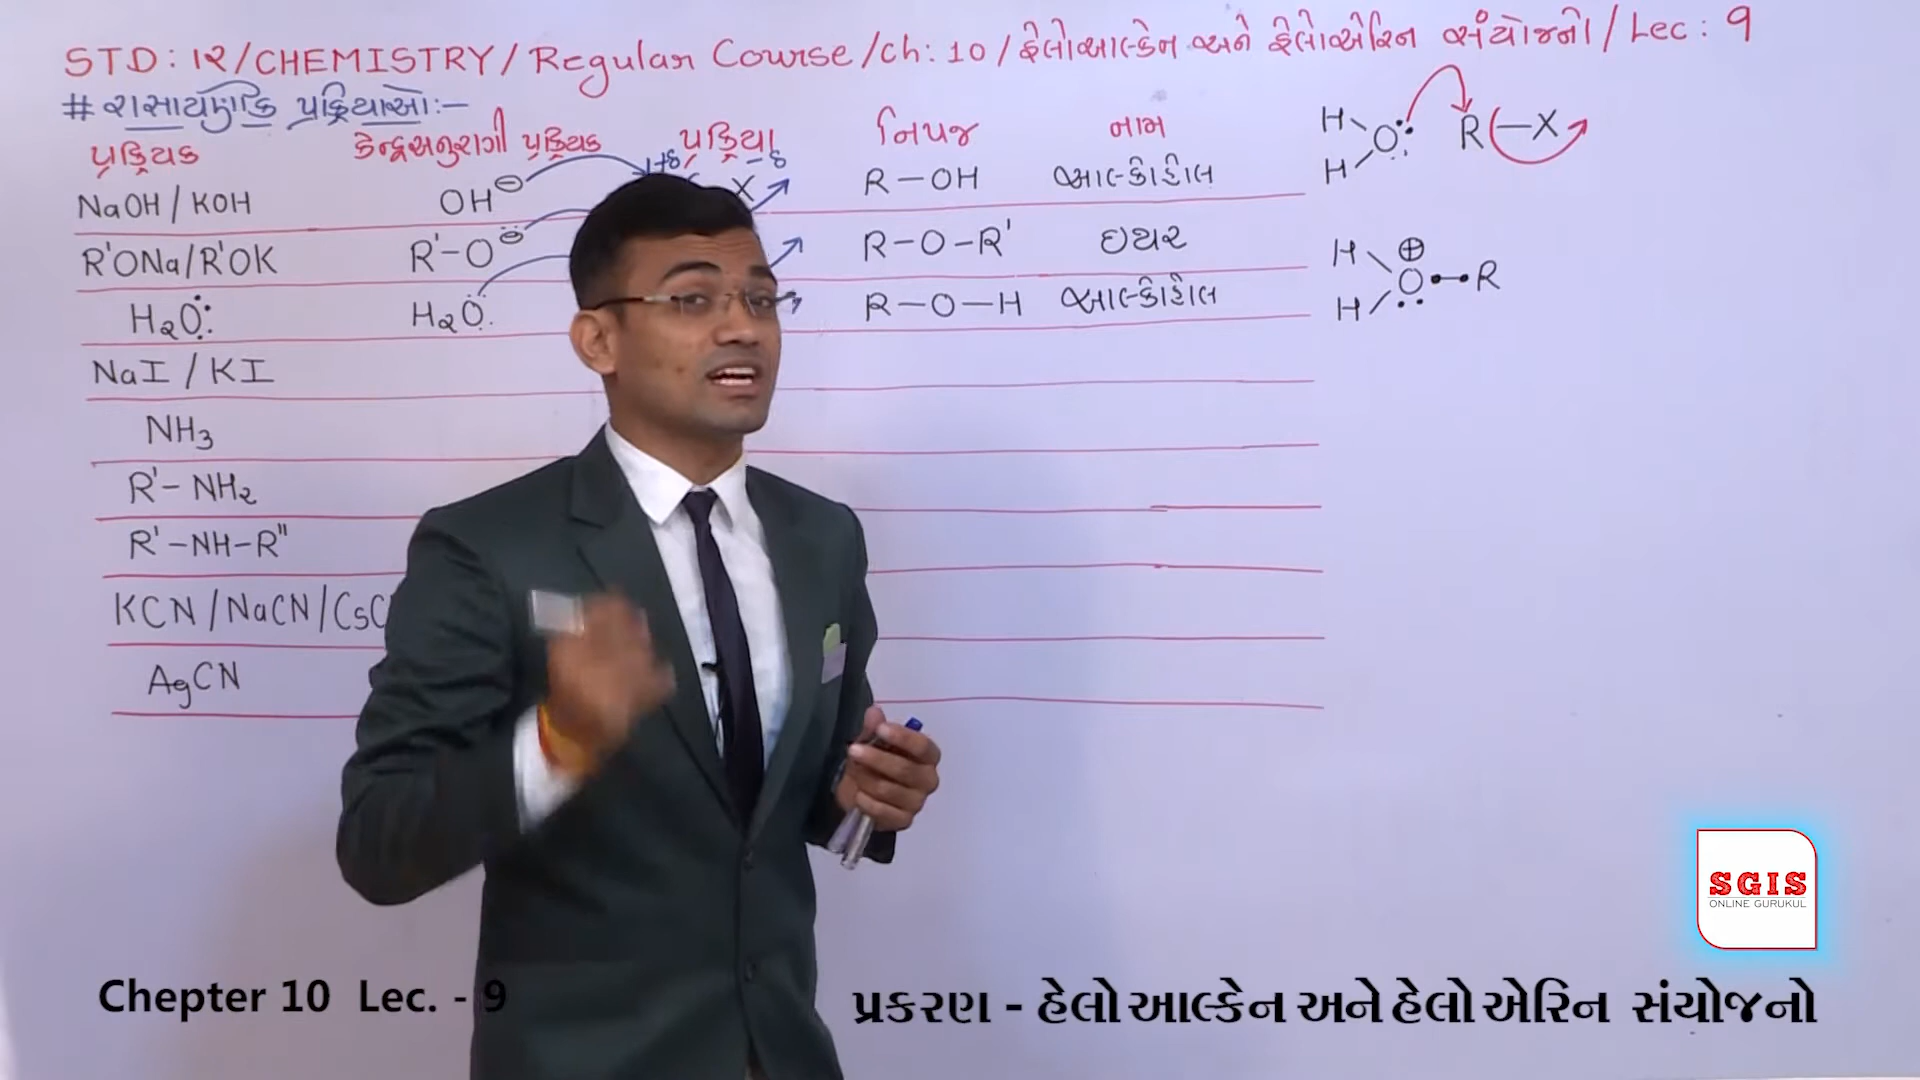 STD: ૧૨/CHEMISTRY/Regular Course/ch: 10/હેલોઆલ્કેન અને હેલોએરિન સંયોજનો/Lec: 9
# રાસાયણિક પ્રક્રિયાઓ:-
પ્રક્રિયક કેન્દ્રઅનુરાગી પ્રક્રિયક પ્રક્રિયા નિપજ નામ
NaOH / KOH OH⊖ +δ X -δ R-OH આલ્કોહોલ
R'ONa/R'OK R'-O⊖ R-O-R' ઇથર
H₂O: H₂O: R-O-H આલ્કોહોલ
NaI / KI
NH₃
R'-NH₂
R'-NH-R"
KCN/NaCN/CsC
AgCN
H
O: R-X
H
H ⊕
O-R
H
SGIS
ONLINE GURUKUL
Chepter 10 Lec. - 9
પ્રકરણ - હેલોઆલ્કેન અને હેલોએરિન સંયોજનો